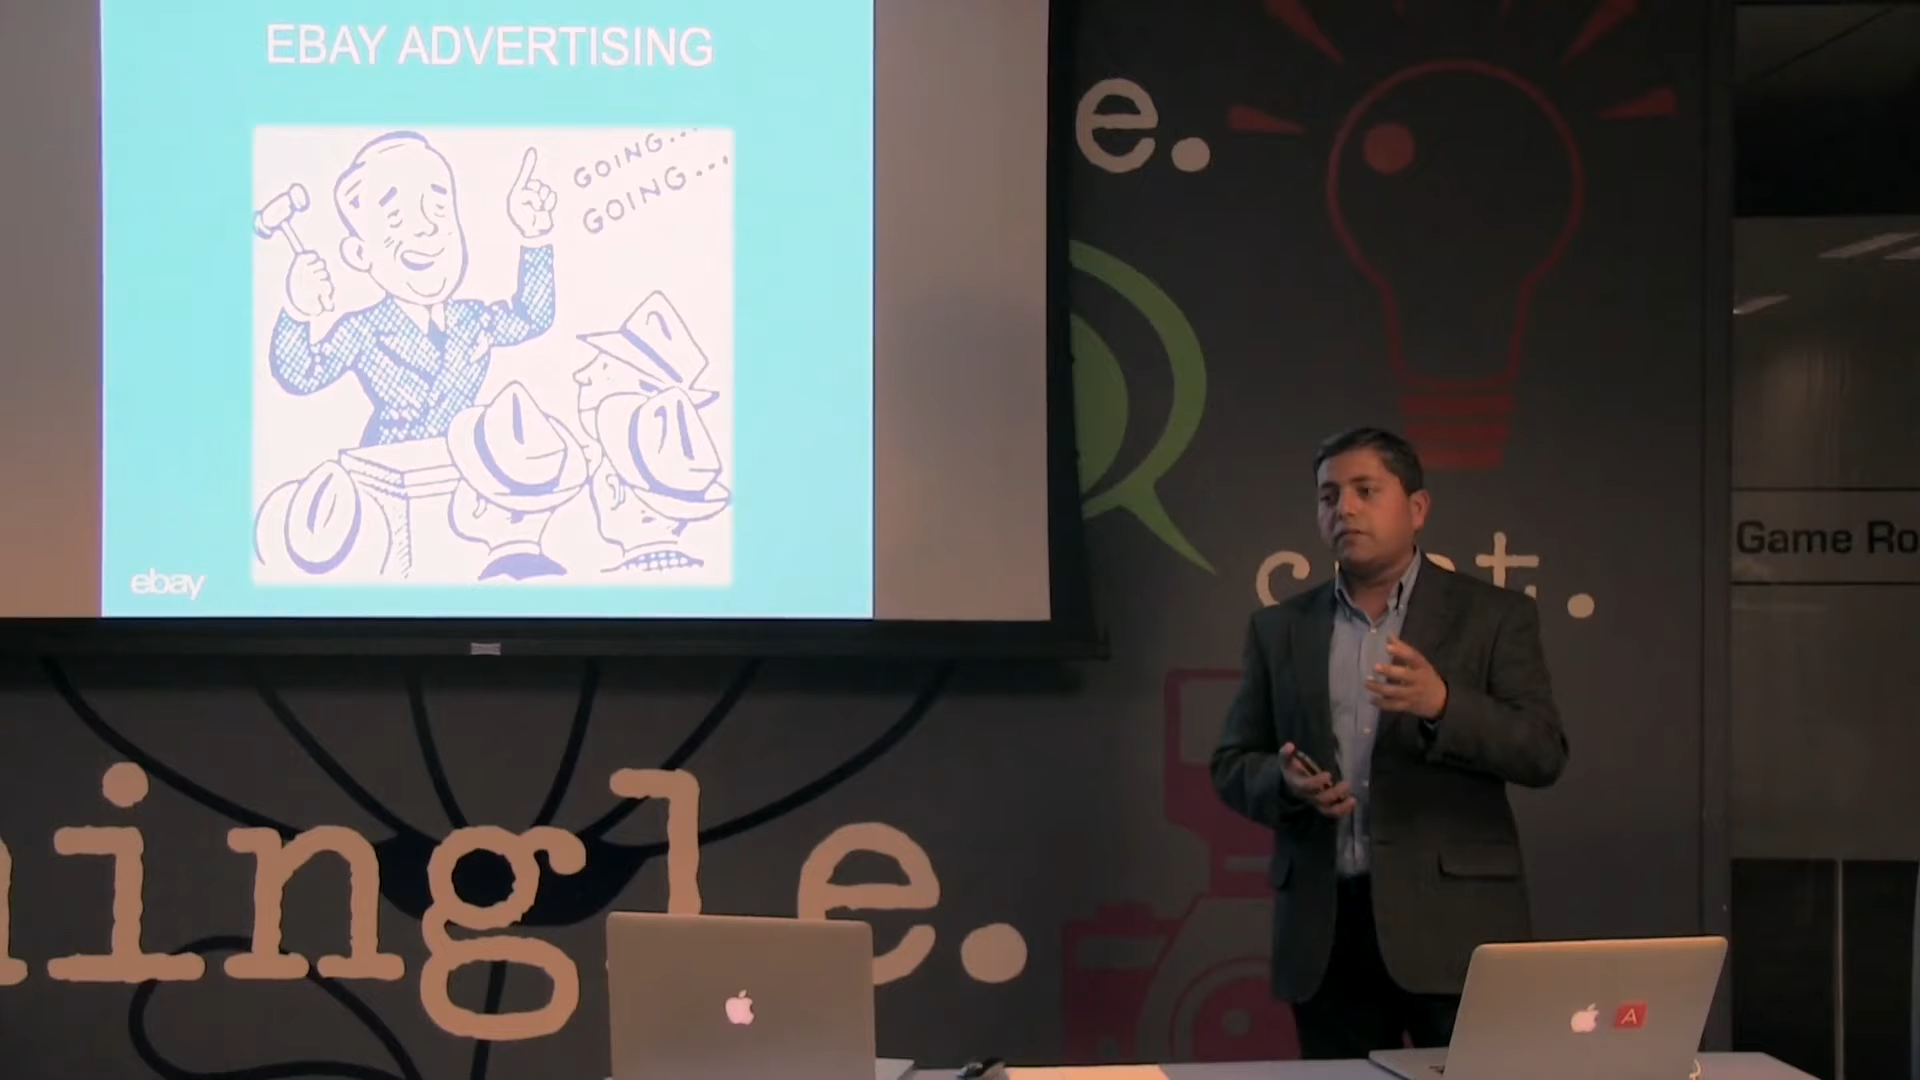 EBAY ADVERTISING
GOING...
GOING...
ebay
e.
Game Ro
ingle.
A